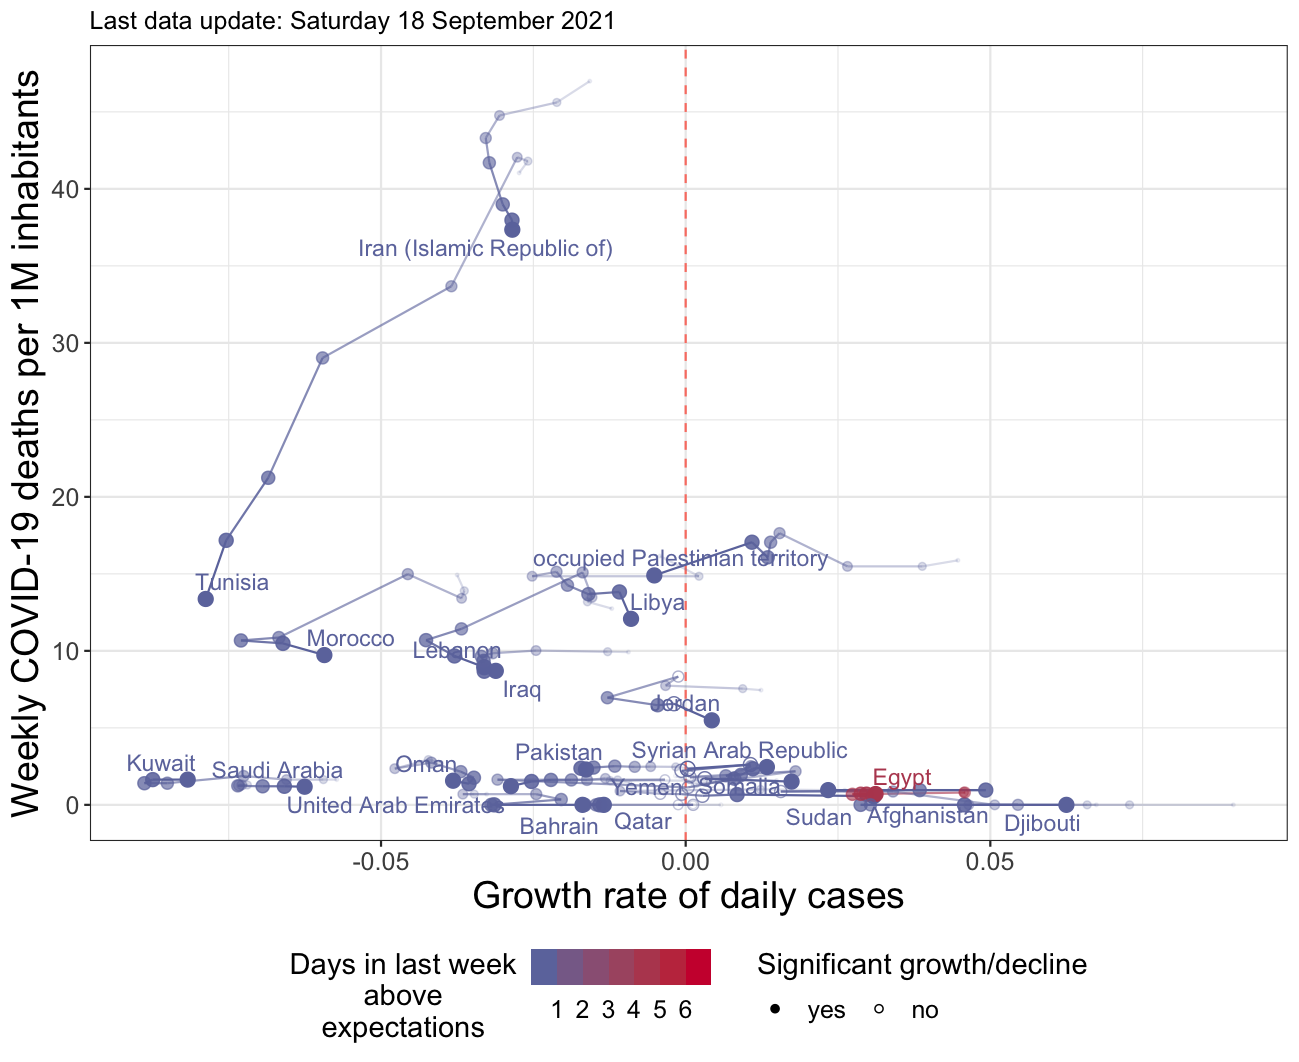 Last data update: Saturday 18 September 2021
Weekly COVID-19 deaths per 1M inhabitants
40
30
20
10
0
Iran (Islamic Republic of)
occupied Palestinian territory
Tunisia
Libya
Morocco
Lebanon
Iraq
Jordan
Pakistan
Syrian Arab Republic
Kuwait
Saudi Arabia
Oman
Egypt
Yemen
Somalia
United Arab Emirates
Sudan
Afghanistan
Djibouti
Bahrain
Qatar
-0.05
0.00
0.05
Growth rate of daily cases
Days in last week
above
expectations
1 2 3 4 5 6
Significant growth/decline
yes no